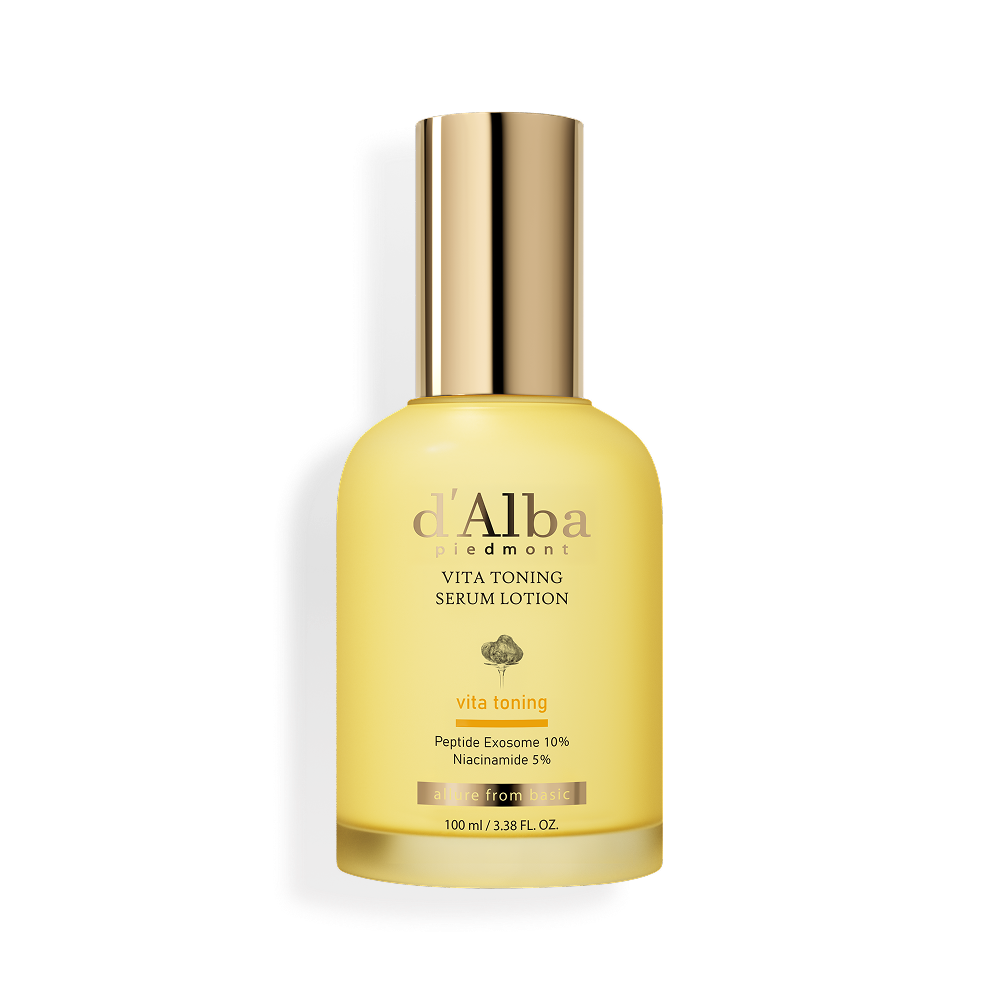 d'Alba
piedmont
VITA TONING
SERUM LOTION
vita toning
Peptide Exosome 10%
Niacinamide 5%
allure from basic
100 ml / 3.38 FL. OZ.